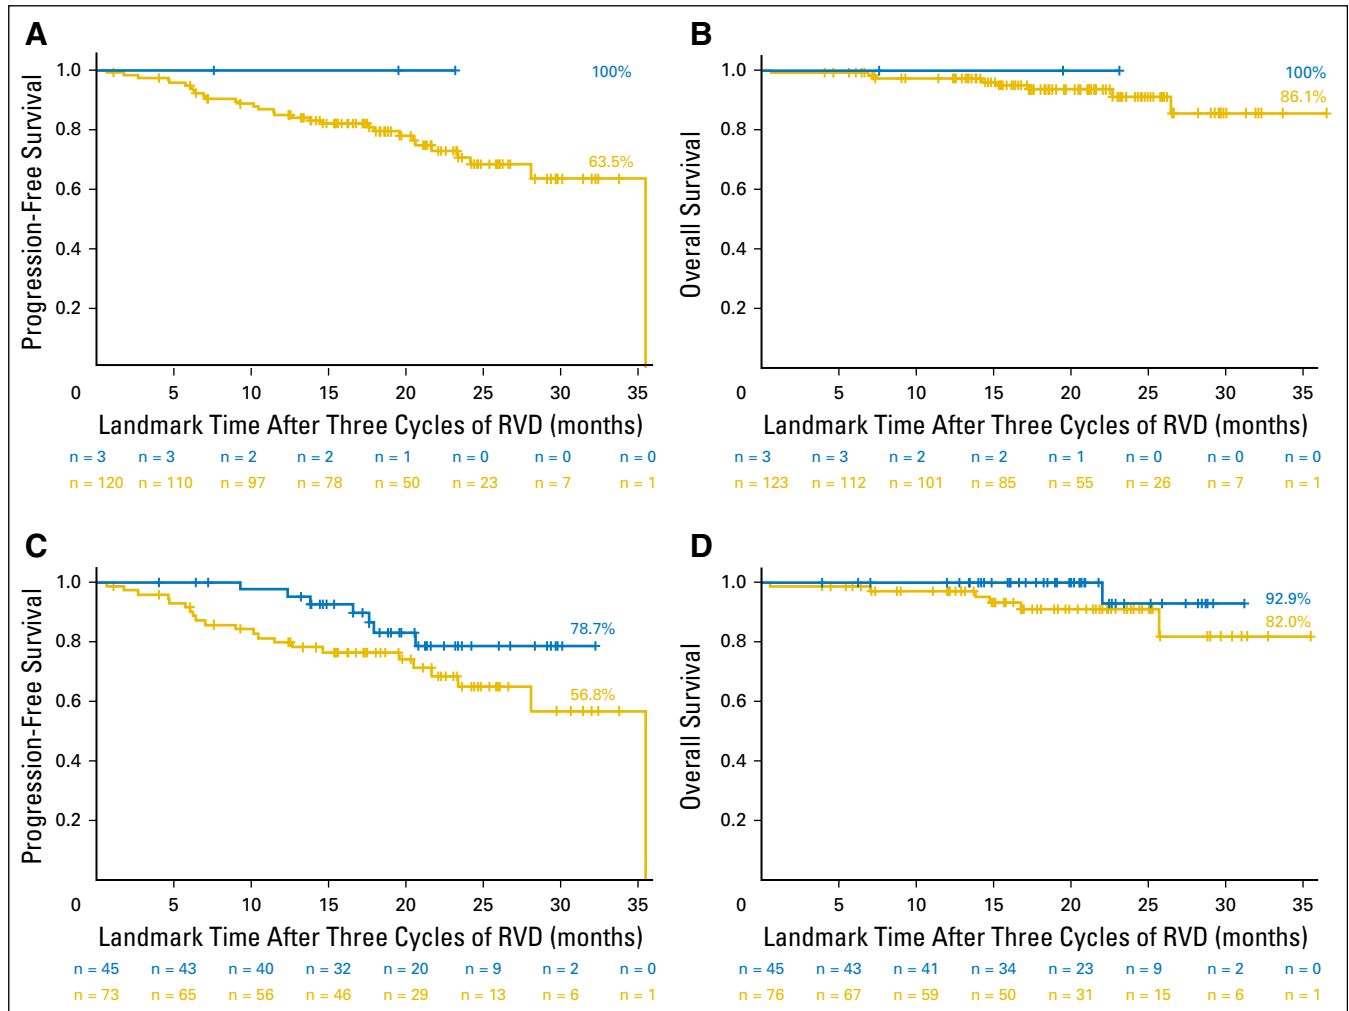 A
Progression-Free Survival
1.0
0.8
0.6
0.4
0.2
100%
63.5%
0 5 10 15 20 25 30 35
Landmark Time After Three Cycles of RVD (months)
n = 3 n = 3 n = 2 n = 2 n = 1 n = 0 n = 0 n = 0
n = 120 n = 110 n = 97 n = 78 n = 50 n = 23 n = 7 n = 1
B
Overall Survival
1.0
0.8
0.6
0.4
0.2
100%
86.1%
0 5 10 15 20 25 30 35
Landmark Time After Three Cycles of RVD (months)
n = 3 n = 3 n = 2 n = 2 n = 1 n = 0 n = 0 n = 0
n = 123 n = 112 n = 101 n = 85 n = 55 n = 26 n = 7 n = 1
C
Progression-Free Survival
1.0
0.8
0.6
0.4
0.2
78.7%
56.8%
0 5 10 15 20 25 30 35
Landmark Time After Three Cycles of RVD (months)
n = 45 n = 43 n = 40 n = 32 n = 20 n = 9 n = 2 n = 0
n = 73 n = 65 n = 56 n = 46 n = 29 n = 13 n = 6 n = 1
D
Overall Survival
1.0
0.8
0.6
0.4
0.2
92.9%
82.0%
0 5 10 15 20 25 30 35
Landmark Time After Three Cycles of RVD (months)
n = 45 n = 43 n = 41 n = 34 n = 23 n = 9 n = 2 n = 0
n = 76 n = 67 n = 59 n = 50 n = 31 n = 15 n = 6 n = 1